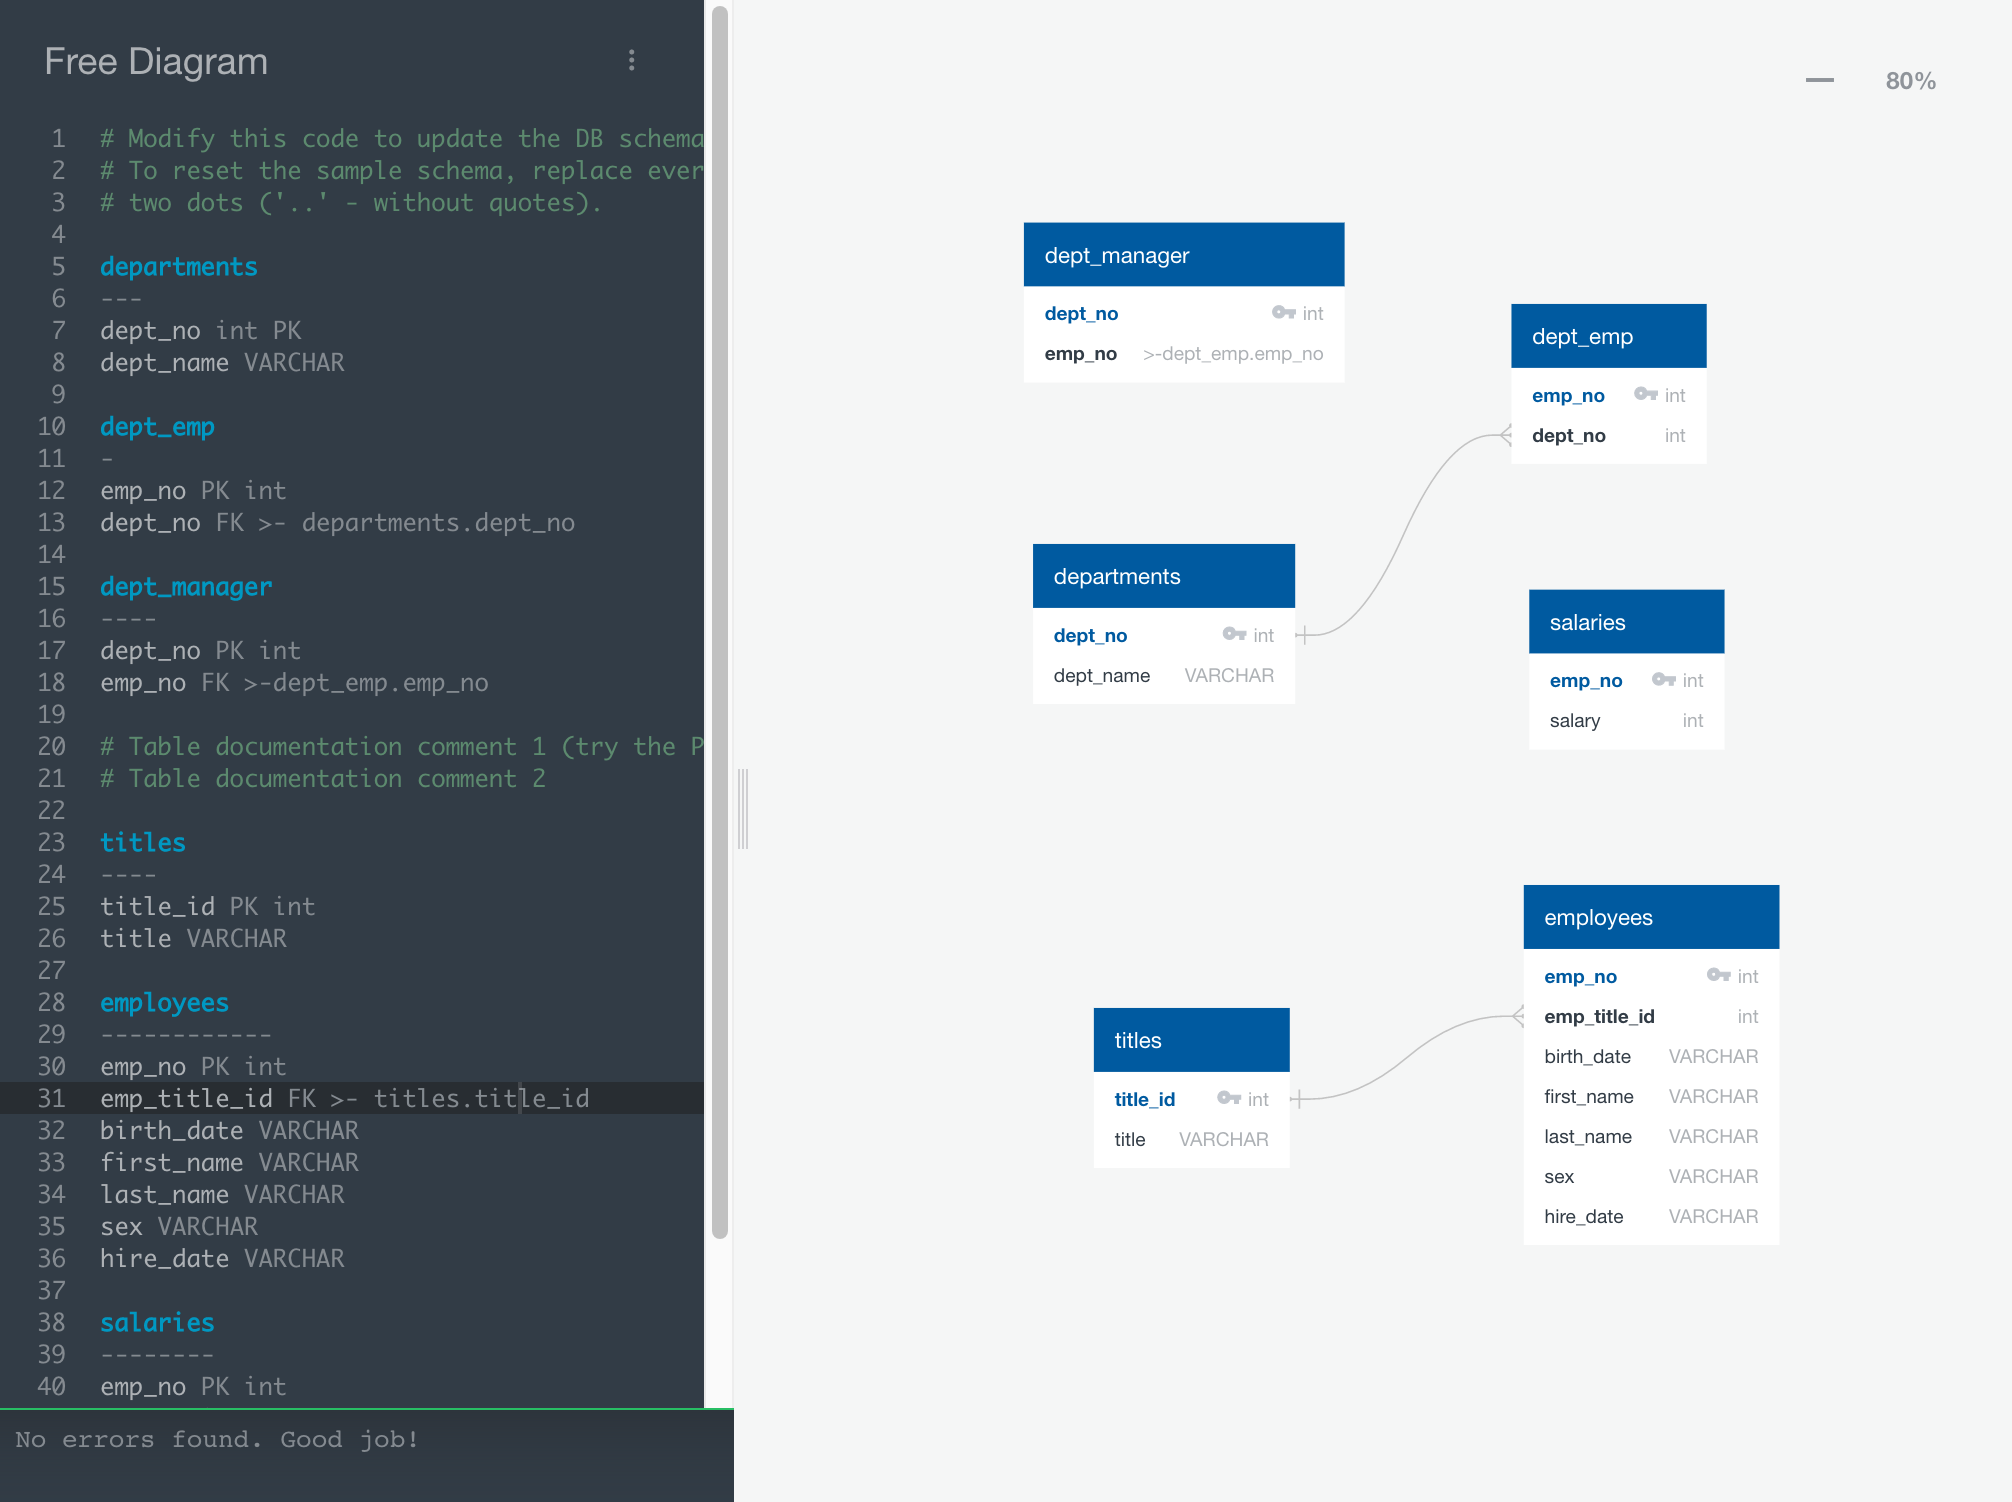 Free Diagram
1 # Modify this code to update the DB schema
2 # To reset the sample schema, replace ever
3 # two dots ('..' - without quotes).
4
5 departments
6 ---
7 dept_no int PK
8 dept_name VARCHAR
9
10 dept_emp
11 -
12 emp_no PK int
13 dept_no FK >- departments.dept_no
14
15 dept_manager
16 ----
17 dept_no PK int
18 emp_no FK >-dept_emp.emp_no
19
20 # Table documentation comment 1 (try the P
21 # Table documentation comment 2
22
23 titles
24 ----
25 title_id PK int
26 title VARCHAR
27
28 employees
29 ------------
30 emp_no PK int
31 emp_title_id FK >- titles.title_id
32 birth_date VARCHAR
33 first_name VARCHAR
34 last_name VARCHAR
35 sex VARCHAR
36 hire_date VARCHAR
37
38 salaries
39 --------
40 emp_no PK int
No errors found. Good job!
80%
dept_manager
dept_no int
emp_no >-dept_emp.emp_no
dept_emp
emp_no int
dept_no int
departments
dept_no int
dept_name VARCHAR
salaries
emp_no int
salary int
employees
emp_no int
emp_title_id int
birth_date VARCHAR
first_name VARCHAR
last_name VARCHAR
sex VARCHAR
hire_date VARCHAR
titles
title_id int
title VARCHAR